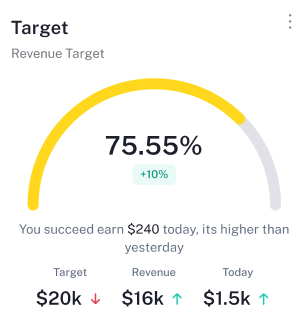 Target
Revenue Target
75.55%
+10%
You succeed earn $240 today, its higher than
yesterday
Target Revenue Today
$20k ↓ $16k ↑ $1.5k ↑